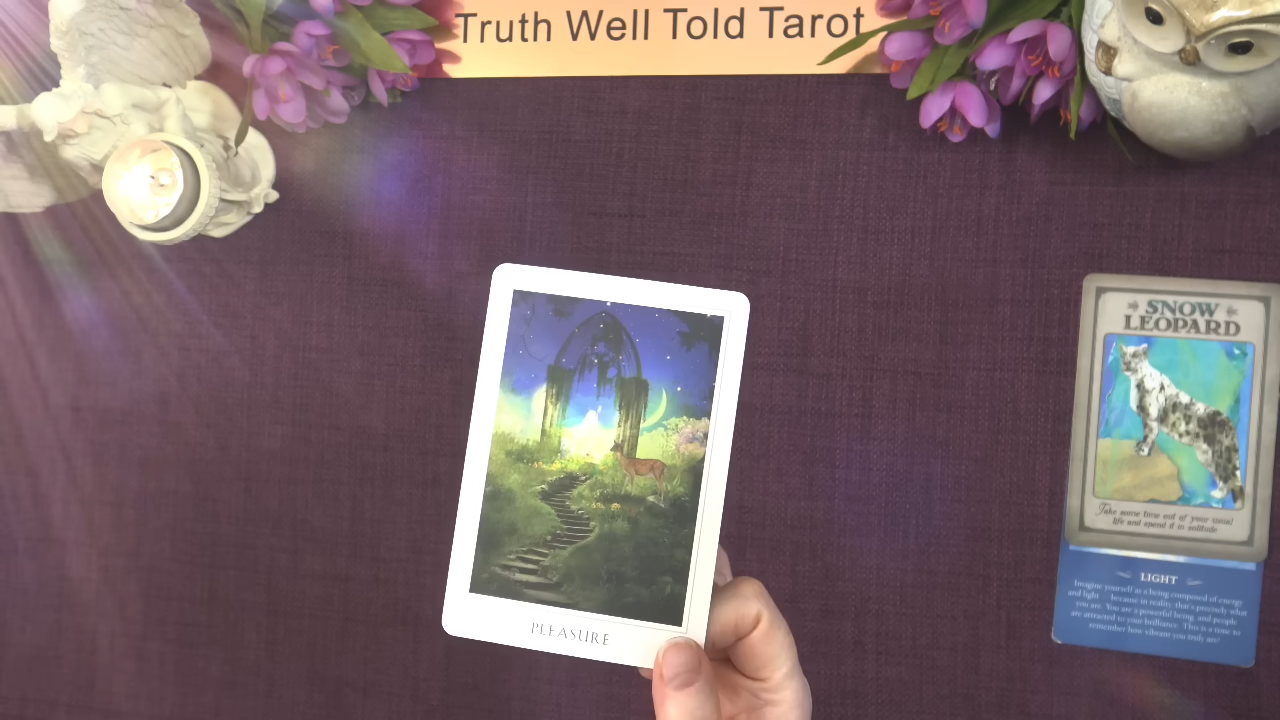 Truth Well Told Tarot
SNOW
LEOPARD
Take some time out of your usual
life and spend it in solitude
LIGHT
Imagine yourself as a being composed of energy
and light because in reality, that's precisely what
you are. You are a powerful being, and people
are attracted to your brilliance. This is a time to
remember how vibrant you truly are!
PLEASURE